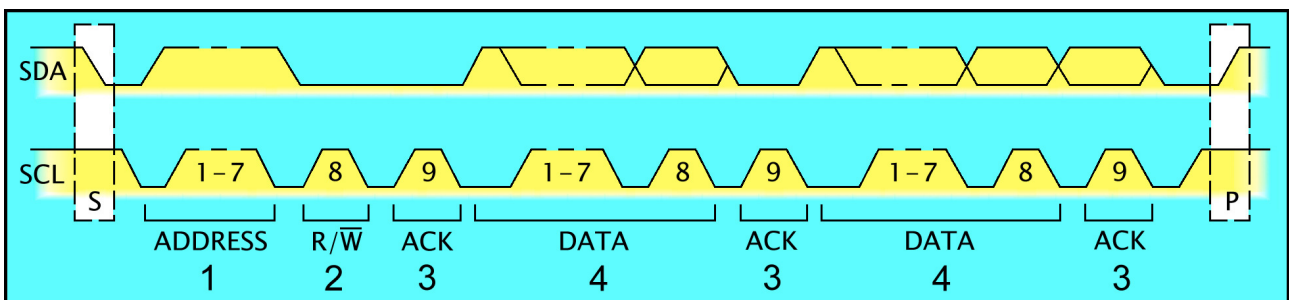 SDA
SCL 1-7 8 9 1-7 8 9 1-7 8 9
S P
ADDRESS R/W̅ ACK DATA ACK DATA ACK
1 2 3 4 3 4 3